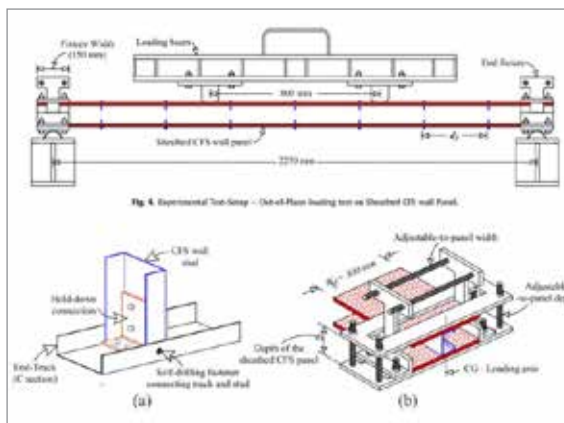 Fixture Width
(150 mm)
Loading beam
End fixture
800 mm
Sheathed CFS wall panel
2250 mm
Fig. 4. Experimental Test-Setup – Out-of-Plane loading test on Sheathed CFS wall Panel.
CFS wall
stud
Hold-down
connection
End-Track
(C section)
Self-drilling fastener
connecting track and stud
(a)
Adjustable-to-panel width
Adjustable
-to-panel de
Depth of the
sheathed CFS panel
CG - Loading axis
(b)